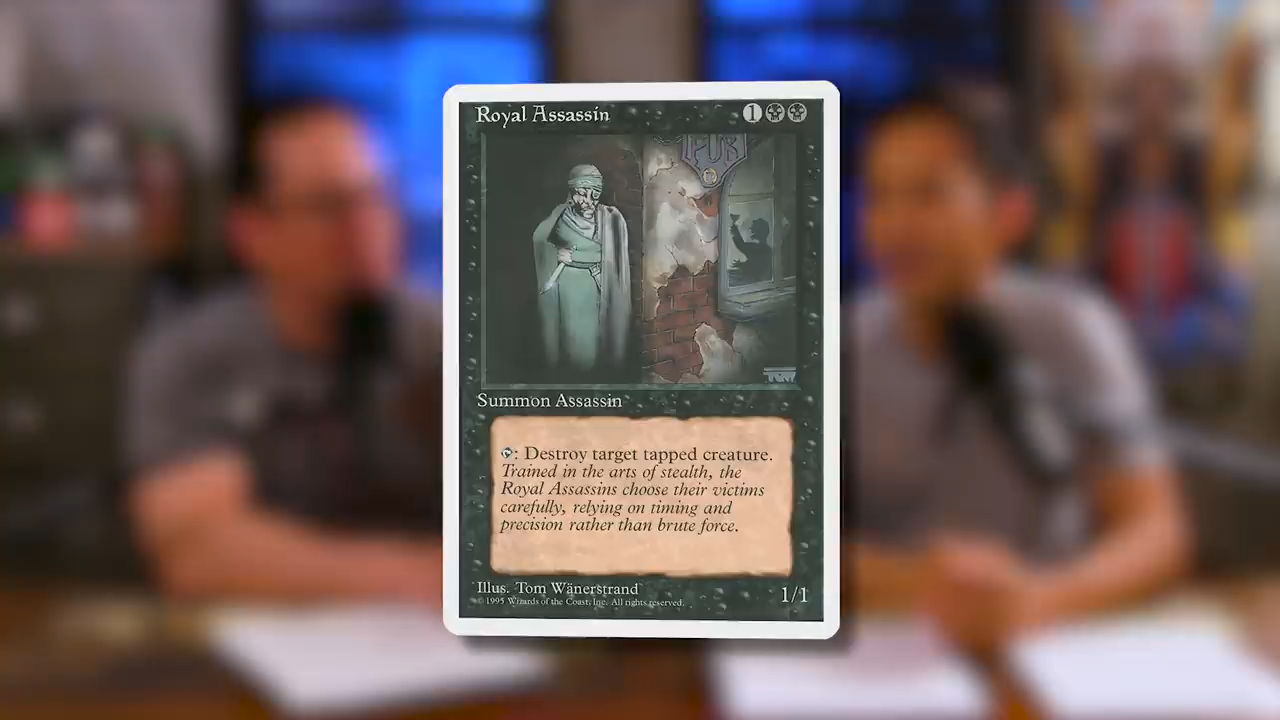 Royal Assassin 1
PUB
Summon Assassin
: Destroy target tapped creature.
Trained in the arts of stealth, the
Royal Assassins choose their victims
carefully, relying on timing and
precision rather than brute force.
Illus. Tom Wänerstrand
© 1995 Wizards of the Coast, Inc. All rights reserved.
1/1